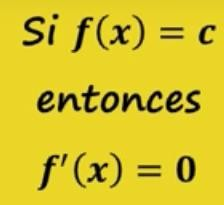 Si f(x) = c
entonces
f'(x) = 0